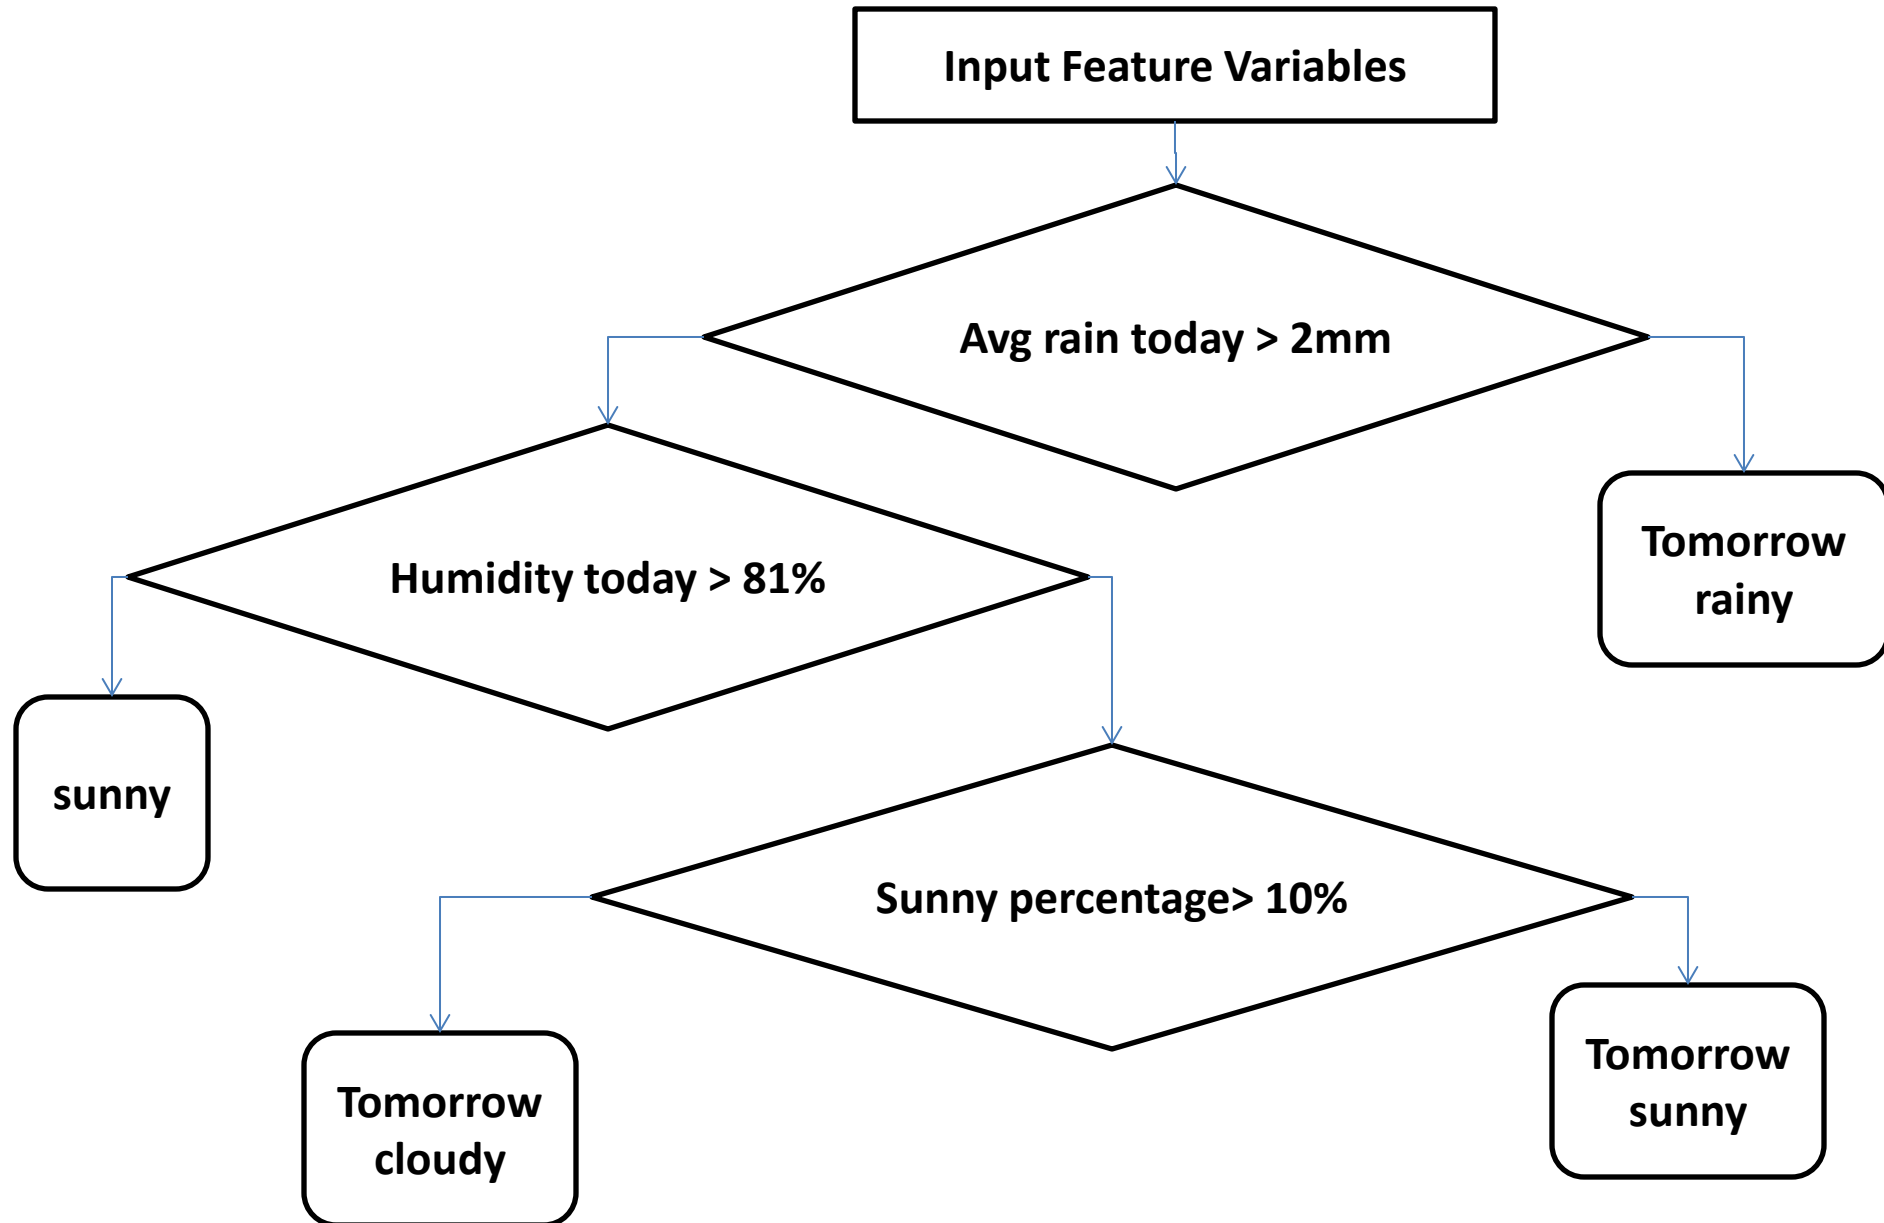 Input Feature Variables
Avg rain today > 2mm
Tomorrow
rainy
Humidity today > 81%
sunny
Sunny percentage> 10%
Tomorrow
cloudy
Tomorrow
sunny